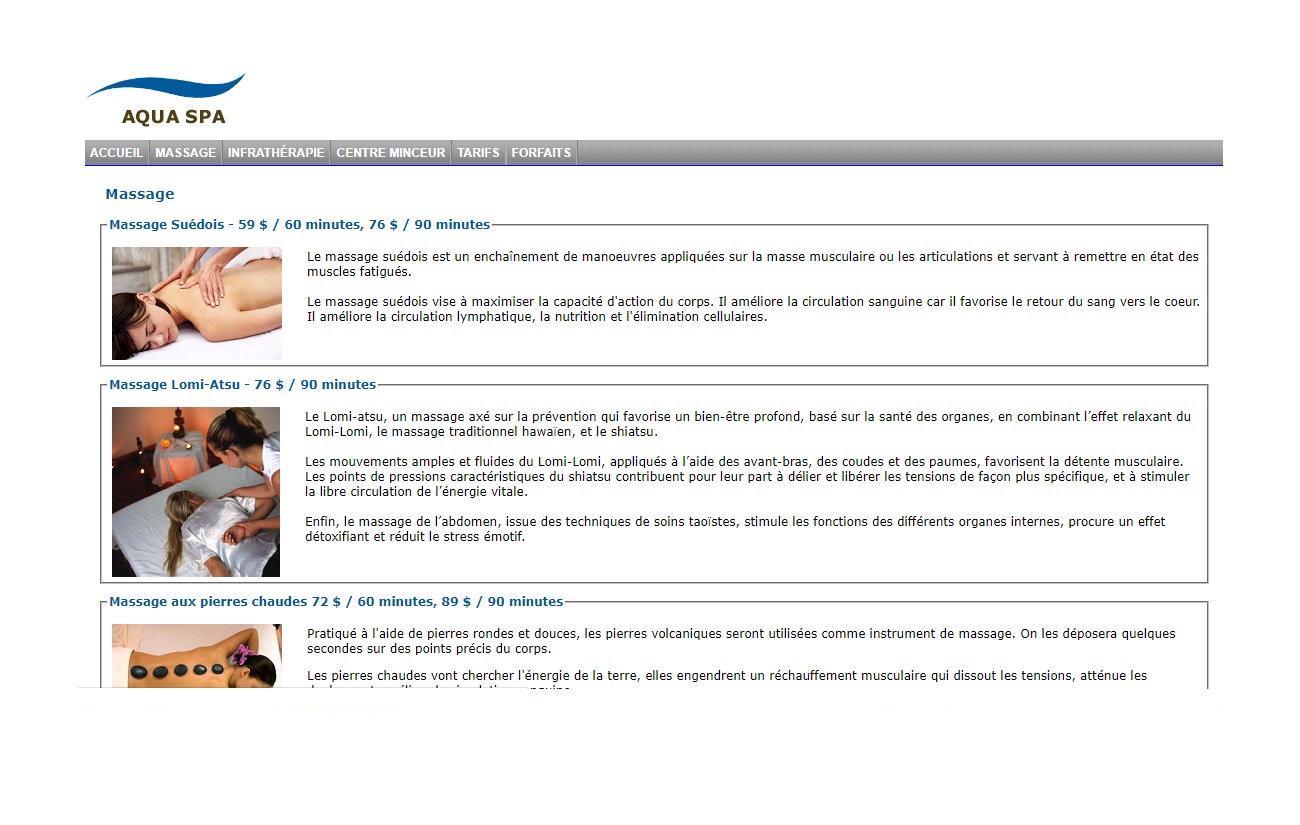 AQUA SPA
ACCUEIL MASSAGE INFRATHÉRAPIE CENTRE MINCEUR TARIFS FORFAITS
Massage
Massage Suédois - 59 $ / 60 minutes, 76 $ / 90 minutes
Le massage suédois est un enchaînement de manoeuvres appliquées sur la masse musculaire ou les articulations et servant à remettre en état des
muscles fatigués.
Le massage suédois vise à maximiser la capacité d'action du corps. Il améliore la circulation sanguine car il favorise le retour du sang vers le coeur.
Il améliore la circulation lymphatique, la nutrition et l'élimination cellulaires.
Massage Lomi-Atsu - 76 $ / 90 minutes
Le Lomi-atsu, un massage axé sur la prévention qui favorise un bien-être profond, basé sur la santé des organes, en combinant l’effet relaxant du
Lomi-Lomi, le massage traditionnel hawaïen, et le shiatsu.
Les mouvements amples et fluides du Lomi-Lomi, appliqués à l’aide des avant-bras, des coudes et des paumes, favorisent la détente musculaire.
Les points de pressions caractéristiques du shiatsu contribuent pour leur part à délier et libérer les tensions de façon plus spécifique, et à stimuler
la libre circulation de l’énergie vitale.
Enfin, le massage de l’abdomen, issue des techniques de soins taoïstes, stimule les fonctions des différents organes internes, procure un effet
détoxifiant et réduit le stress émotif.
Massage aux pierres chaudes 72 $ / 60 minutes, 89 $ / 90 minutes
Pratiqué à l'aide de pierres rondes et douces, les pierres volcaniques seront utilisées comme instrument de massage. On les déposera quelques
secondes sur des points précis du corps.
Les pierres chaudes vont chercher l'énergie de la terre, elles engendrent un réchauffement musculaire qui dissout les tensions, atténue les